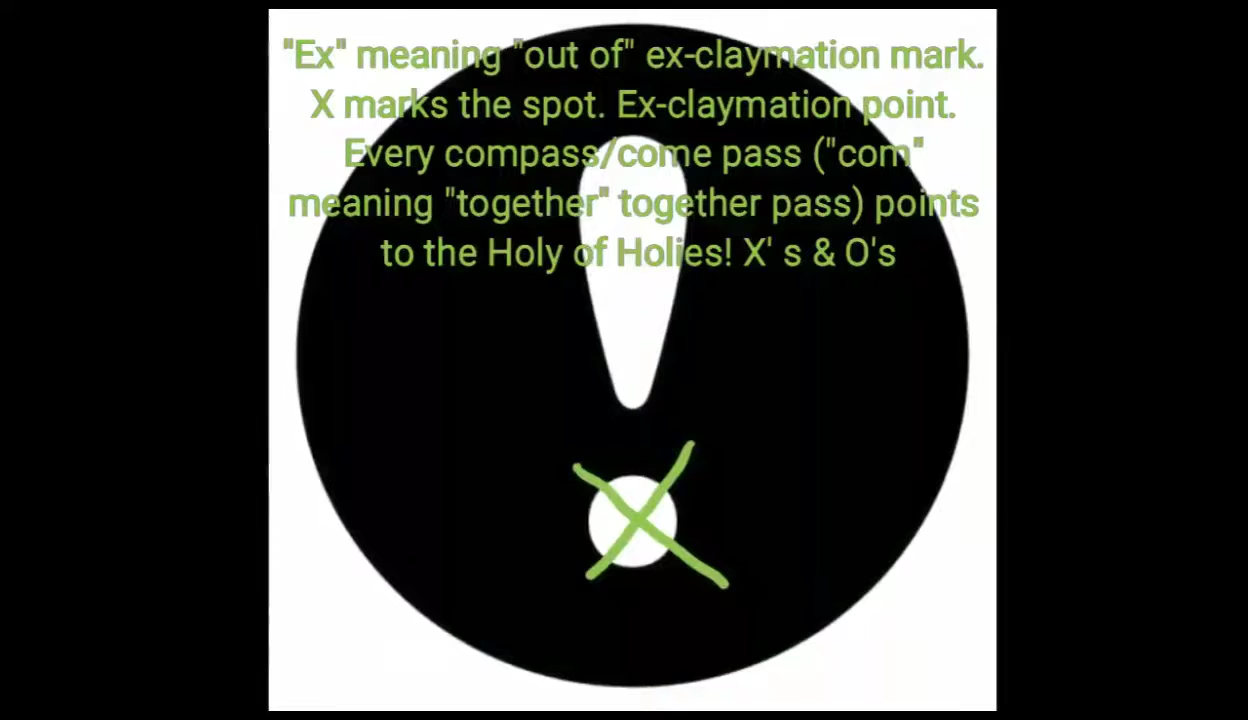 "Ex" meaning "out of" ex-claymation mark.
X marks the spot. Ex-claymation point.
Every compass/come pass ("com"
meaning "together" together pass) points
to the Holy of Holies! X' s & O's